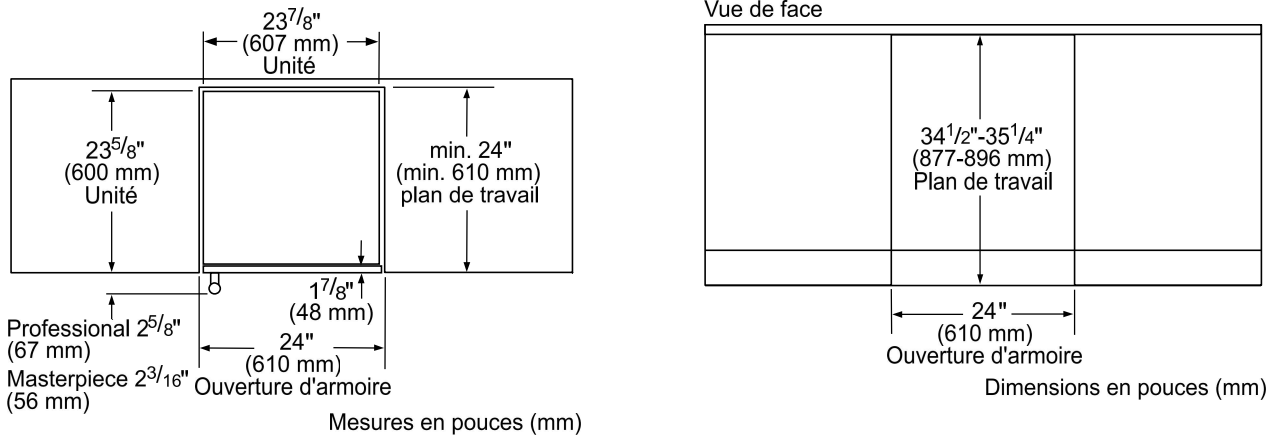 23⁷/₈"
(607 mm)
Unité
23⁵/₈"
(600 mm)
Unité
min. 24"
(min. 610 mm)
plan de travail
1⁷/₈"
(48 mm)
Professional 2⁵/₈"
(67 mm)
Masterpiece 2³/₁₆"
(56 mm)
24"
(610 mm)
Ouverture d'armoire
Mesures en pouces (mm)
Vue de face
34¹/₂"-35¹/₄"
(877-896 mm)
Plan de travail
24"
(610 mm)
Ouverture d'armoire
Dimensions en pouces (mm)